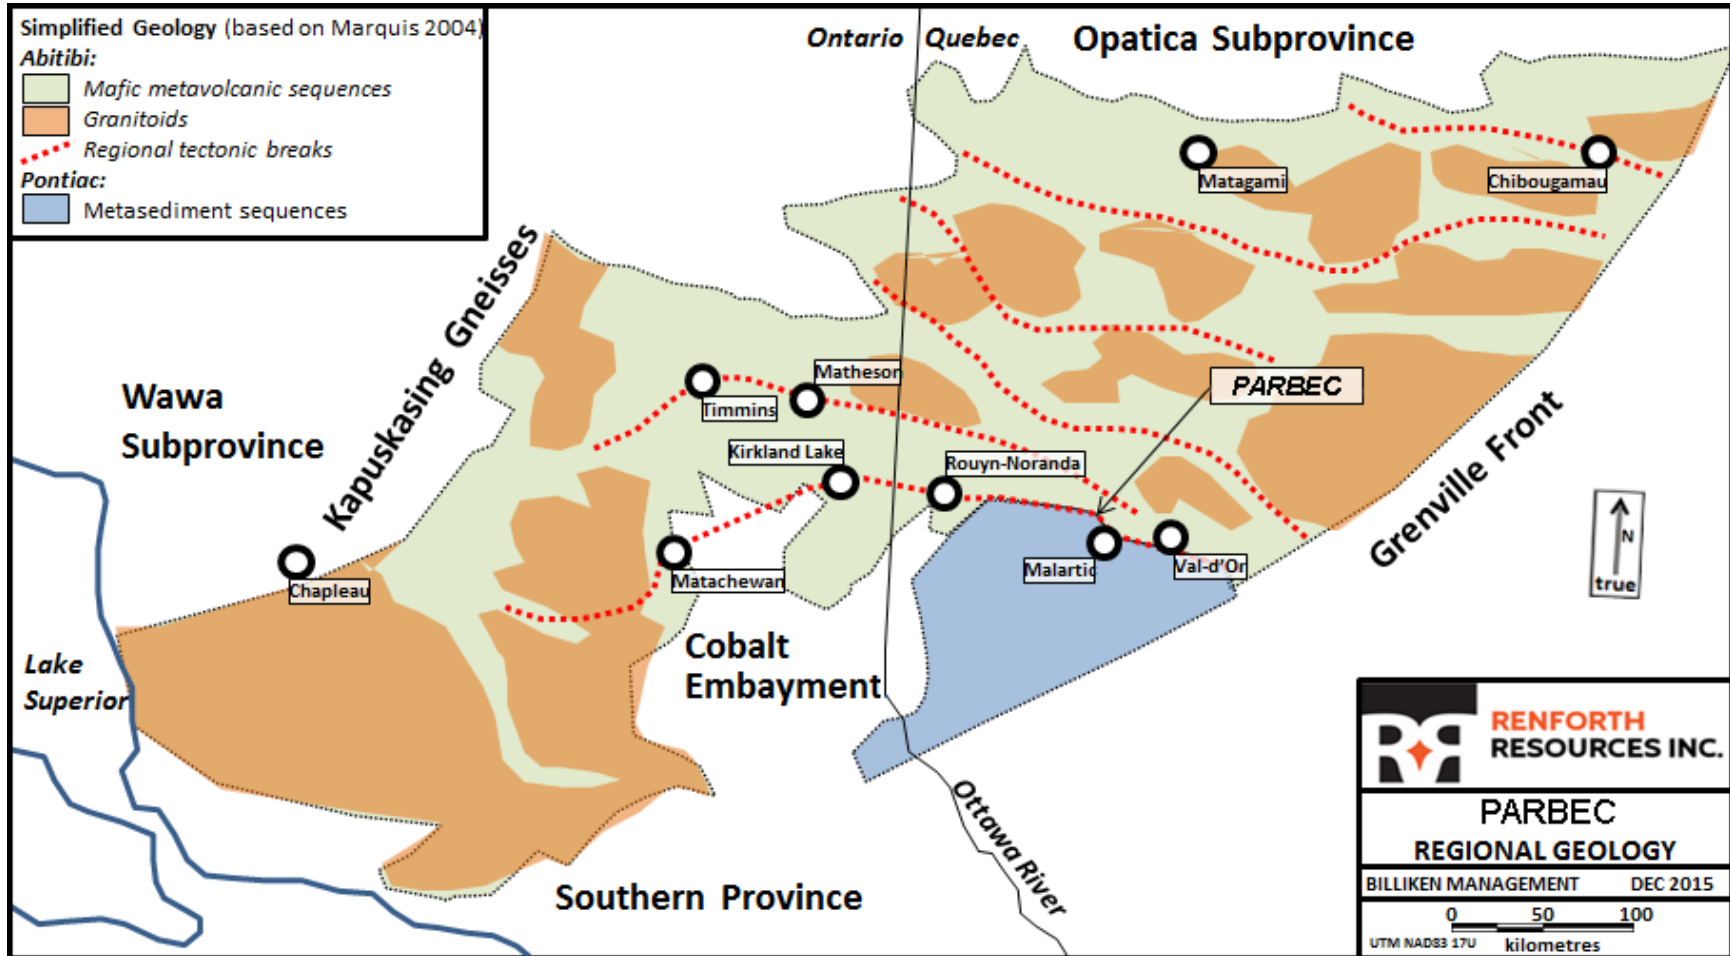 Simplified Geology (based on Marquis 2004)
Abitibi:
Mafic metavolcanic sequences
Granitoids
Regional tectonic breaks
Pontiac:
Metasediment sequences
Ontario
Quebec
Opatica Subprovince
Matagami
Chibougamau
Kapuskasing Gneisses
Wawa
Subprovince
Matheson
Timmins
PARBEC
Kirkland Lake
Rouyn-Noranda
Grenville Front
N
true
Chapleau
Matachewan
Malartic
Val-d'Or
Lake
Superior
Cobalt
Embayment
Ottawa River
Southern Province
RENFORTH
RESOURCES INC.
PARBEC
REGIONAL GEOLOGY
BILLIKEN MANAGEMENT DEC 2015
0 50 100
UTM NAD83 17U kilometres